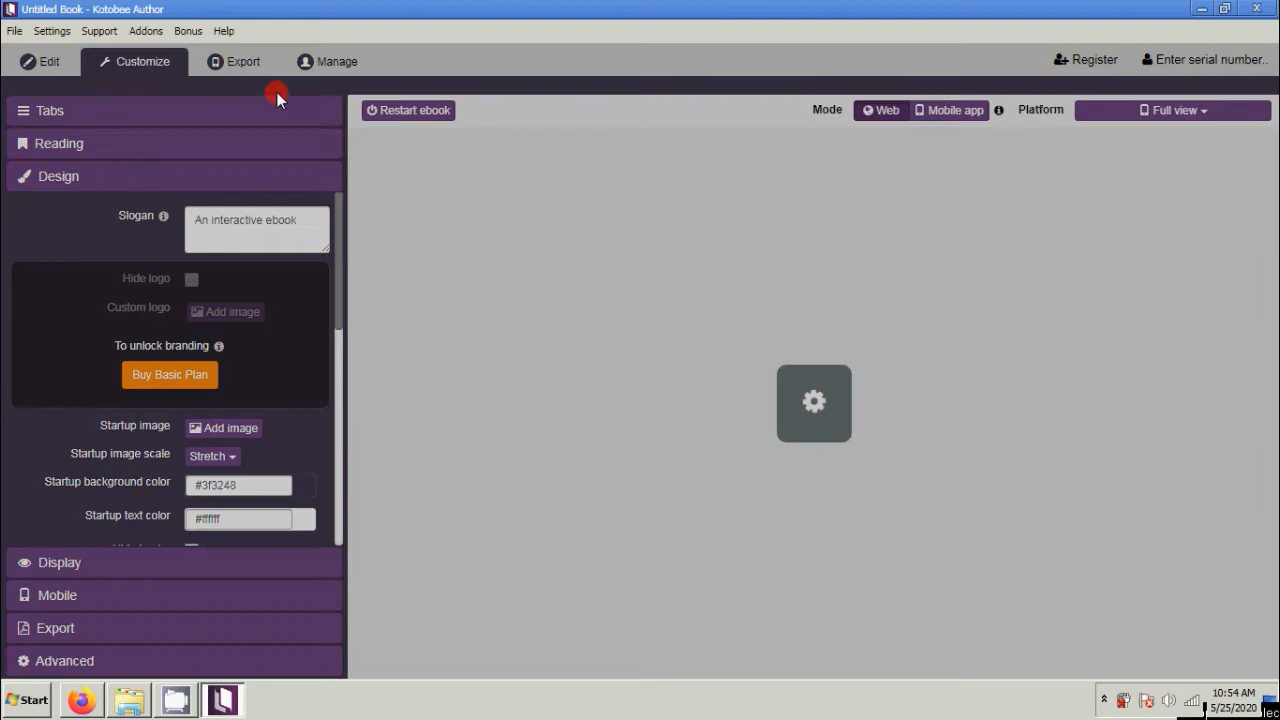 Untitled Book - Kotobee Author
File Settings Support Addons Bonus Help
Edit Customize Export Manage Register Enter serial number..
Tabs
Restart ebook Mode Web Mobile app Platform Full view
Reading
Design
Slogan An interactive ebook
Hide logo
Custom logo Add image
To unlock branding
Buy Basic Plan
Startup image Add image
Startup image scale Stretch
Startup background color #3f3248
Startup text color #ffffff
Display
Mobile
Export
Advanced
Start 10:54 AM
5/25/2020